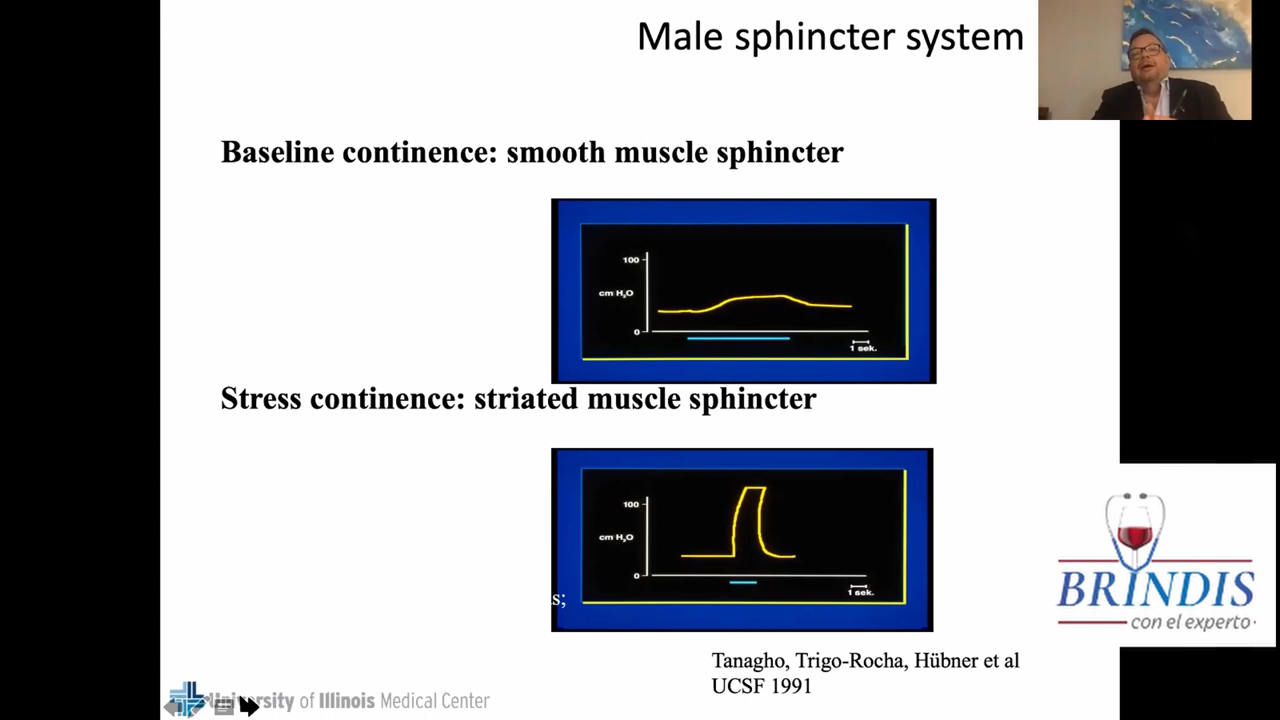 Male sphincter system
Baseline continence: smooth muscle sphincter
100
cm H₂O
0
1 sek.
Stress continence: striated muscle sphincter
100
cm H₂O
0
1 sek.
s;
BRINDIS
con el experto
Tanagho, Trigo-Rocha, Hübner et al
UCSF 1991
University of Illinois Medical Center